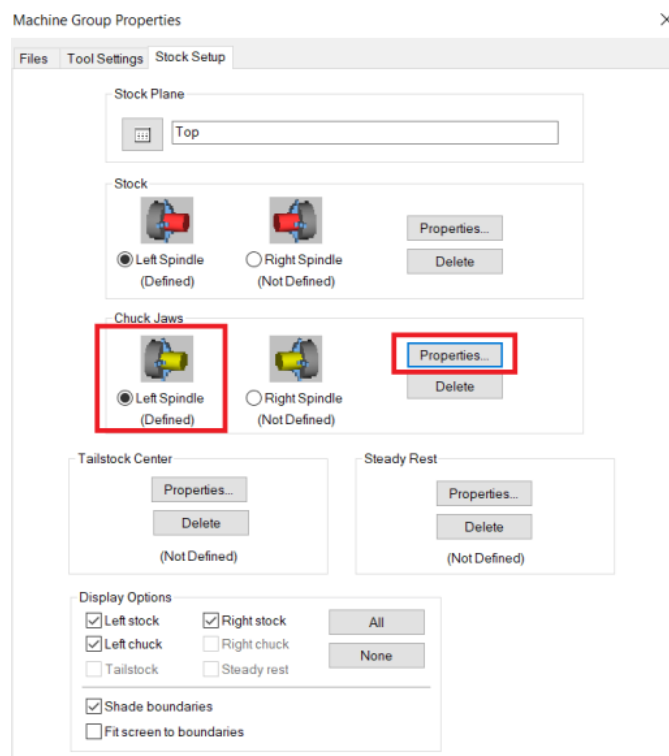 Machine Group Properties
Files Tool Settings Stock Setup
Stock Plane
Top
Stock
Left Spindle Right Spindle Properties...
(Defined) (Not Defined) Delete
Chuck Jaws
Properties...
Delete
Left Spindle Right Spindle
(Defined) (Not Defined)
Tailstock Center Steady Rest
Properties... Properties...
Delete Delete
(Not Defined) (Not Defined)
Display Options
Left stock Right stock All
Left chuck Right chuck None
Tailstock Steady rest
Shade boundaries
Fit screen to boundaries